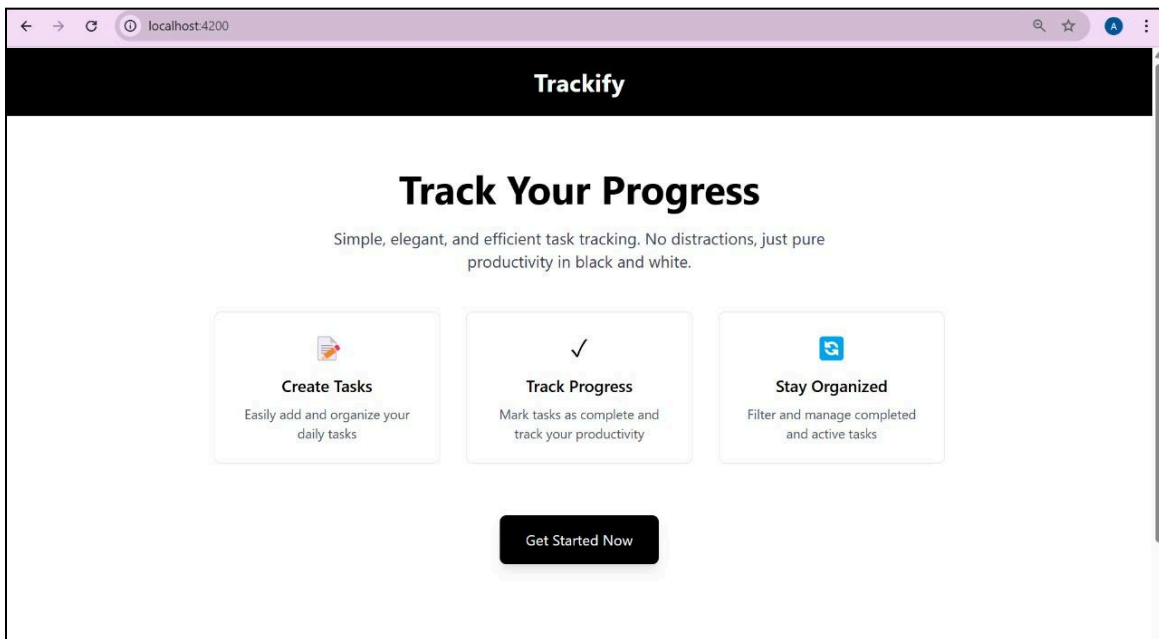 localhost:4200
A
Trackify
Track Your Progress
Simple, elegant, and efficient task tracking. No distractions, just pure
productivity in black and white.
Create Tasks
Easily add and organize your
daily tasks
Track Progress
Mark tasks as complete and
track your productivity
Stay Organized
Filter and manage completed
and active tasks
Get Started Now